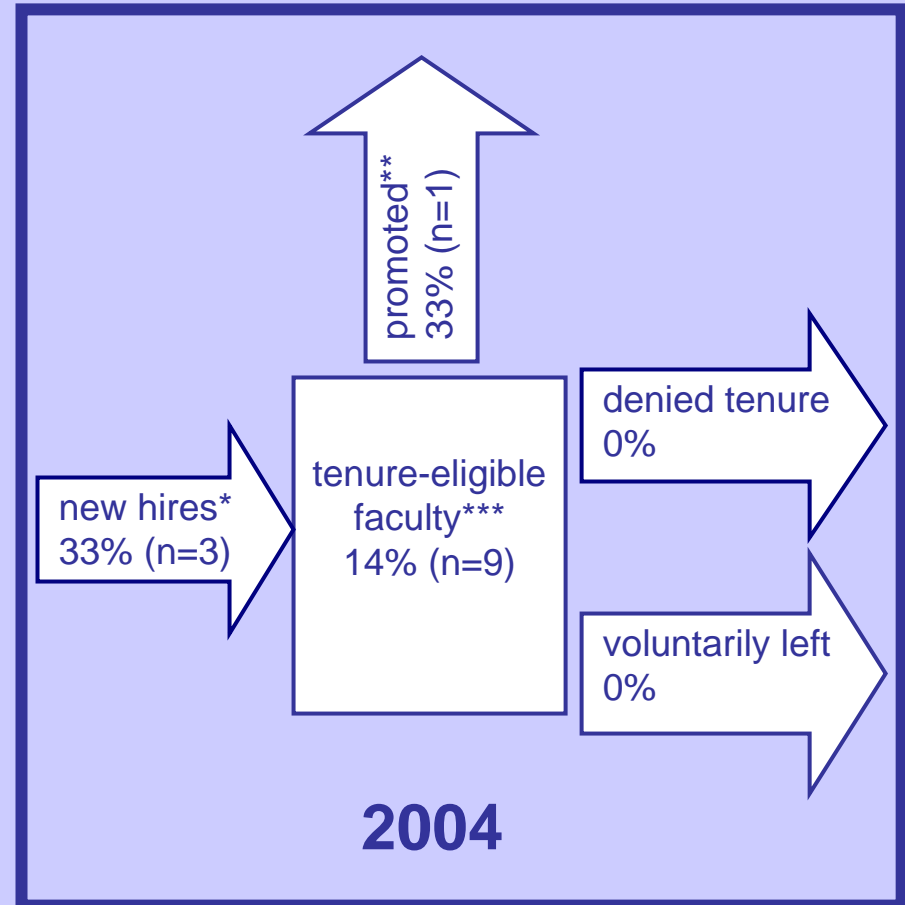 promoted**
33% (n=1)
denied tenure
0%
new hires*
33% (n=3)
tenure-eligible
faculty***
14% (n=9)
voluntarily left
0%
2004